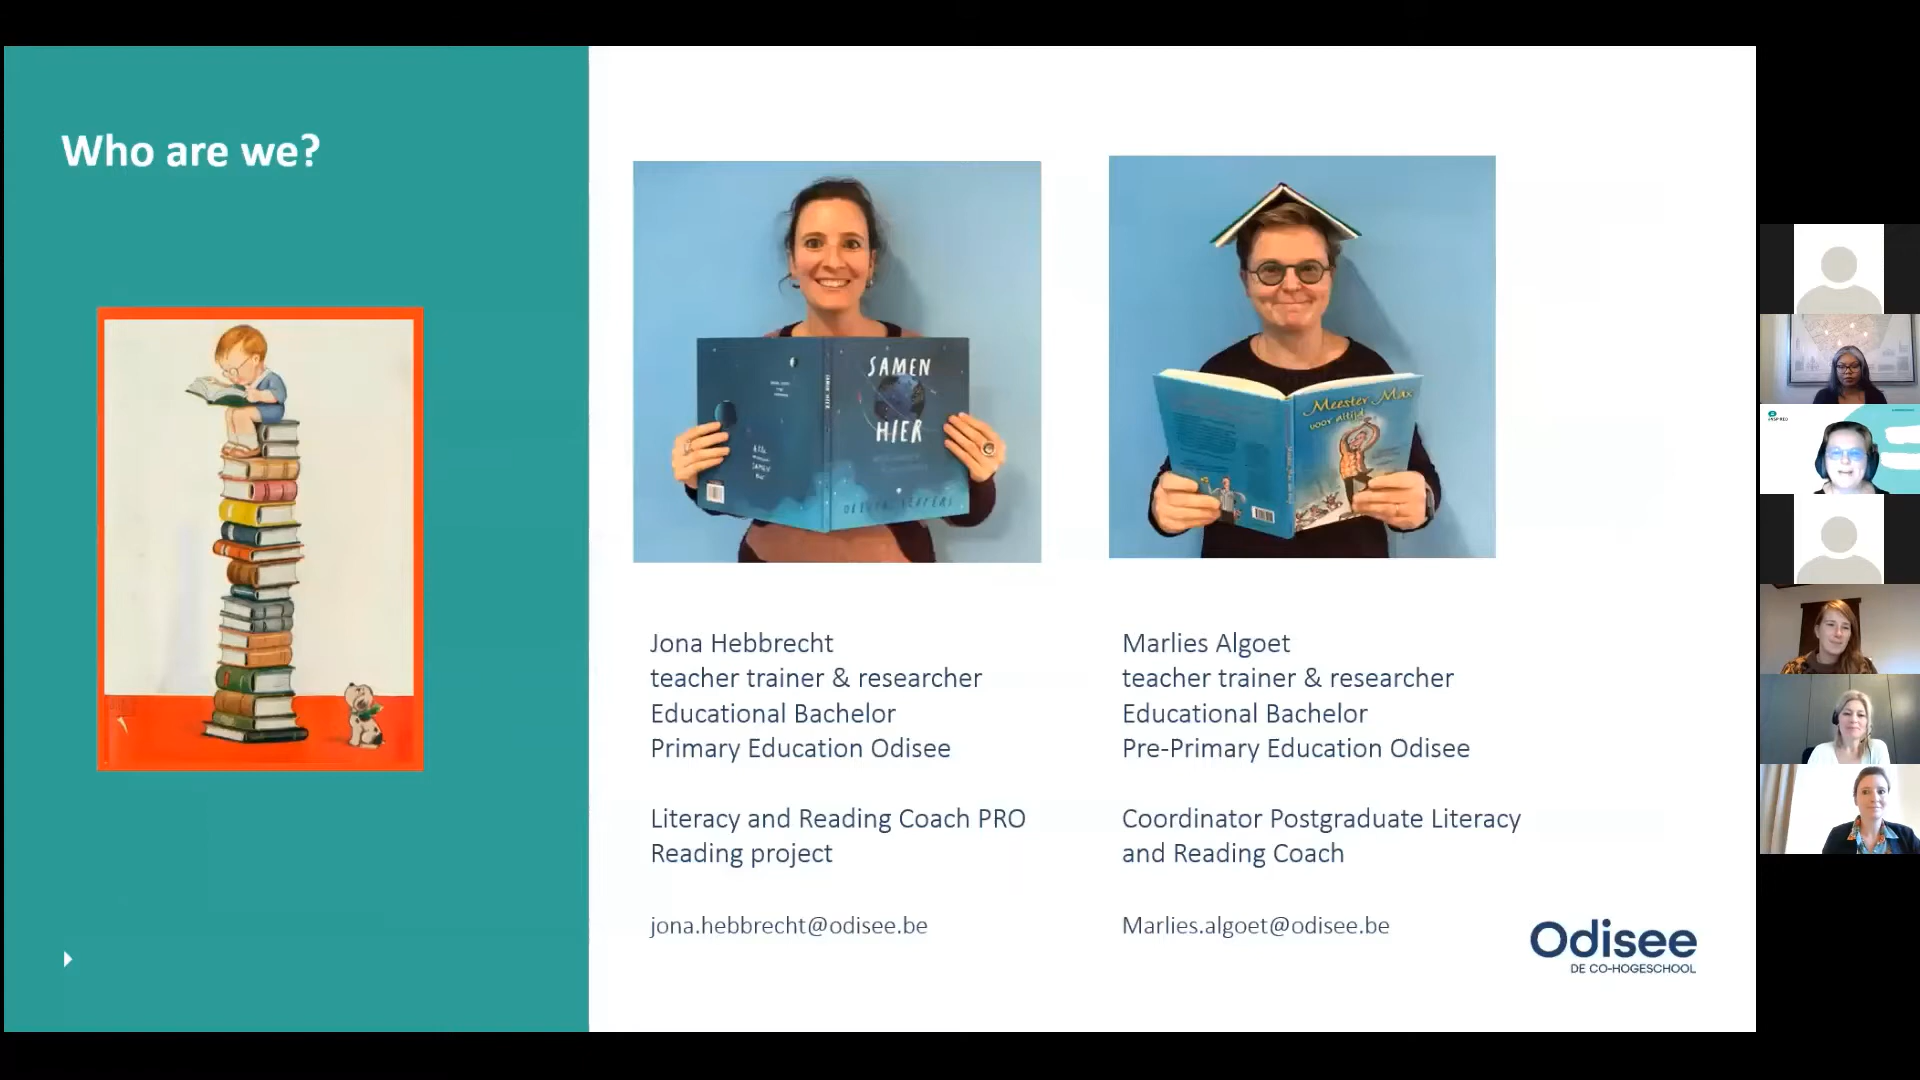 Who are we?
SAMEN
HIER
Meester Max
voor altijd
Jona Hebbrecht
teacher trainer & researcher
Educational Bachelor
Primary Education Odisee
Literacy and Reading Coach PRO
Reading project
jona.hebbrecht@odisee.be
Marlies Algoet
teacher trainer & researcher
Educational Bachelor
Pre-Primary Education Odisee
Coordinator Postgraduate Literacy
and Reading Coach
Marlies.algoet@odisee.be
Odisee
DE CO-HOGESCHOOL